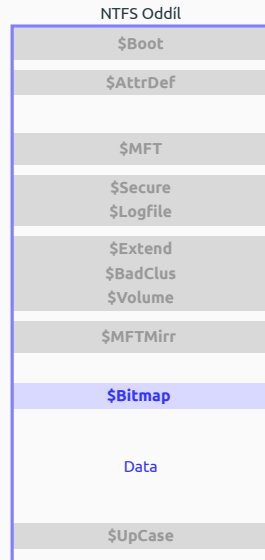 NTFS Oddíl
$Boot
$AttrDef
$MFT
$Secure
$Logfile
$Extend
$BadClus
$Volume
$MFTMirr
$Bitmap
Data
$UpCase